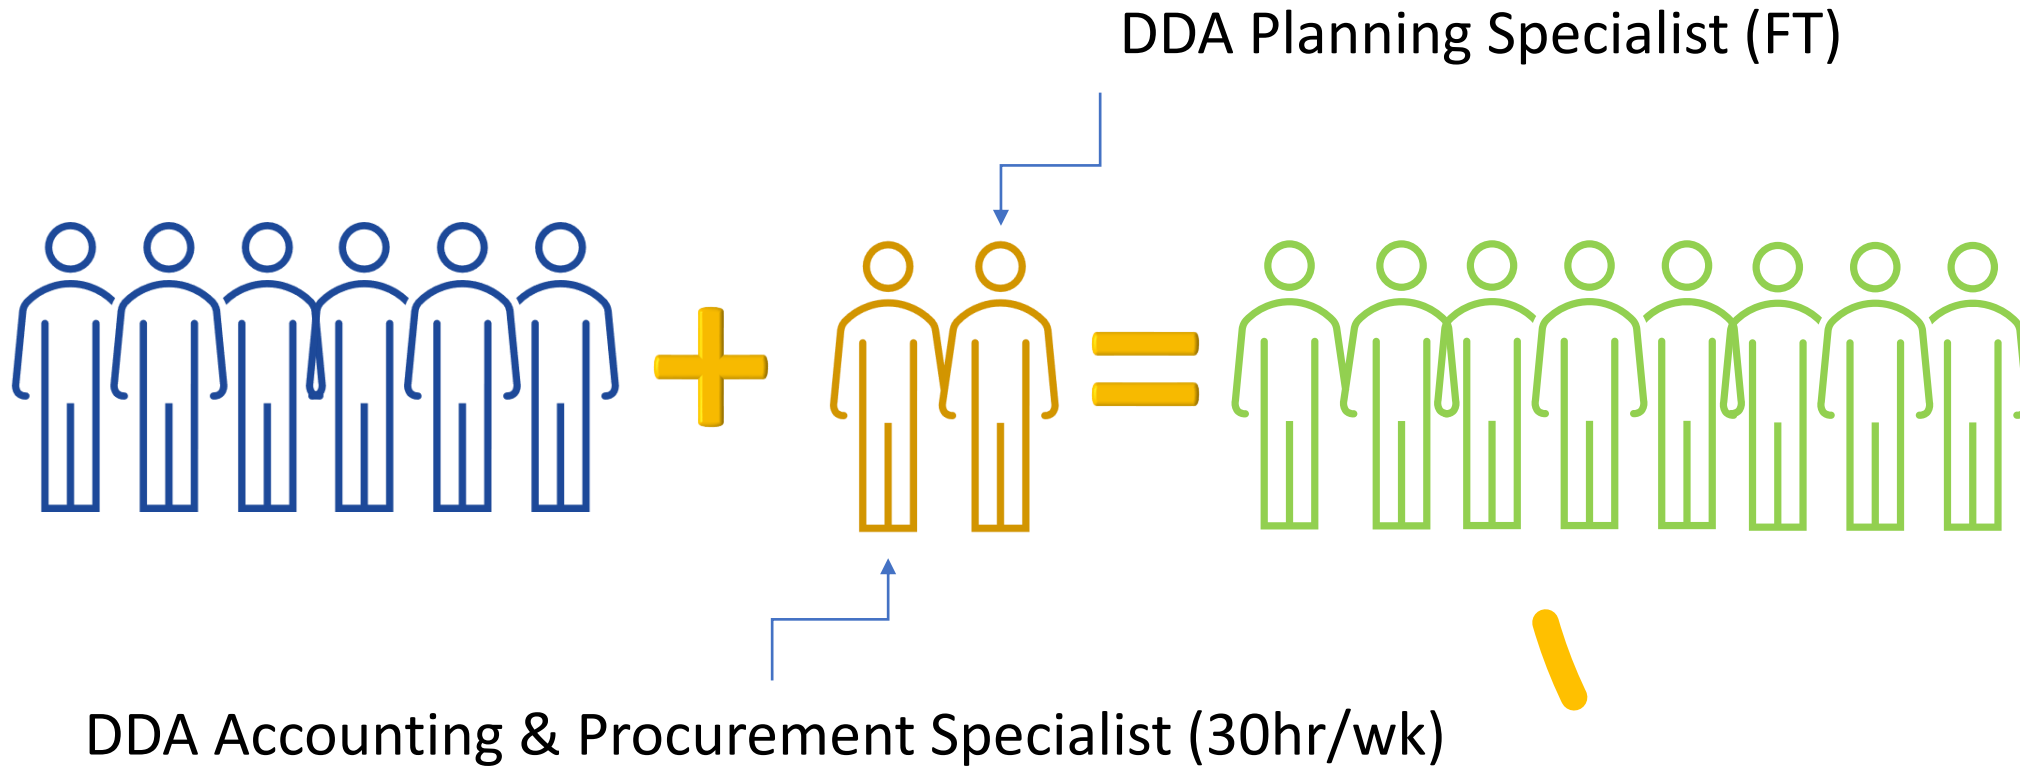 DDA Planning Specialist (FT)
DDA Accounting & Procurement Specialist (30hr/wk)